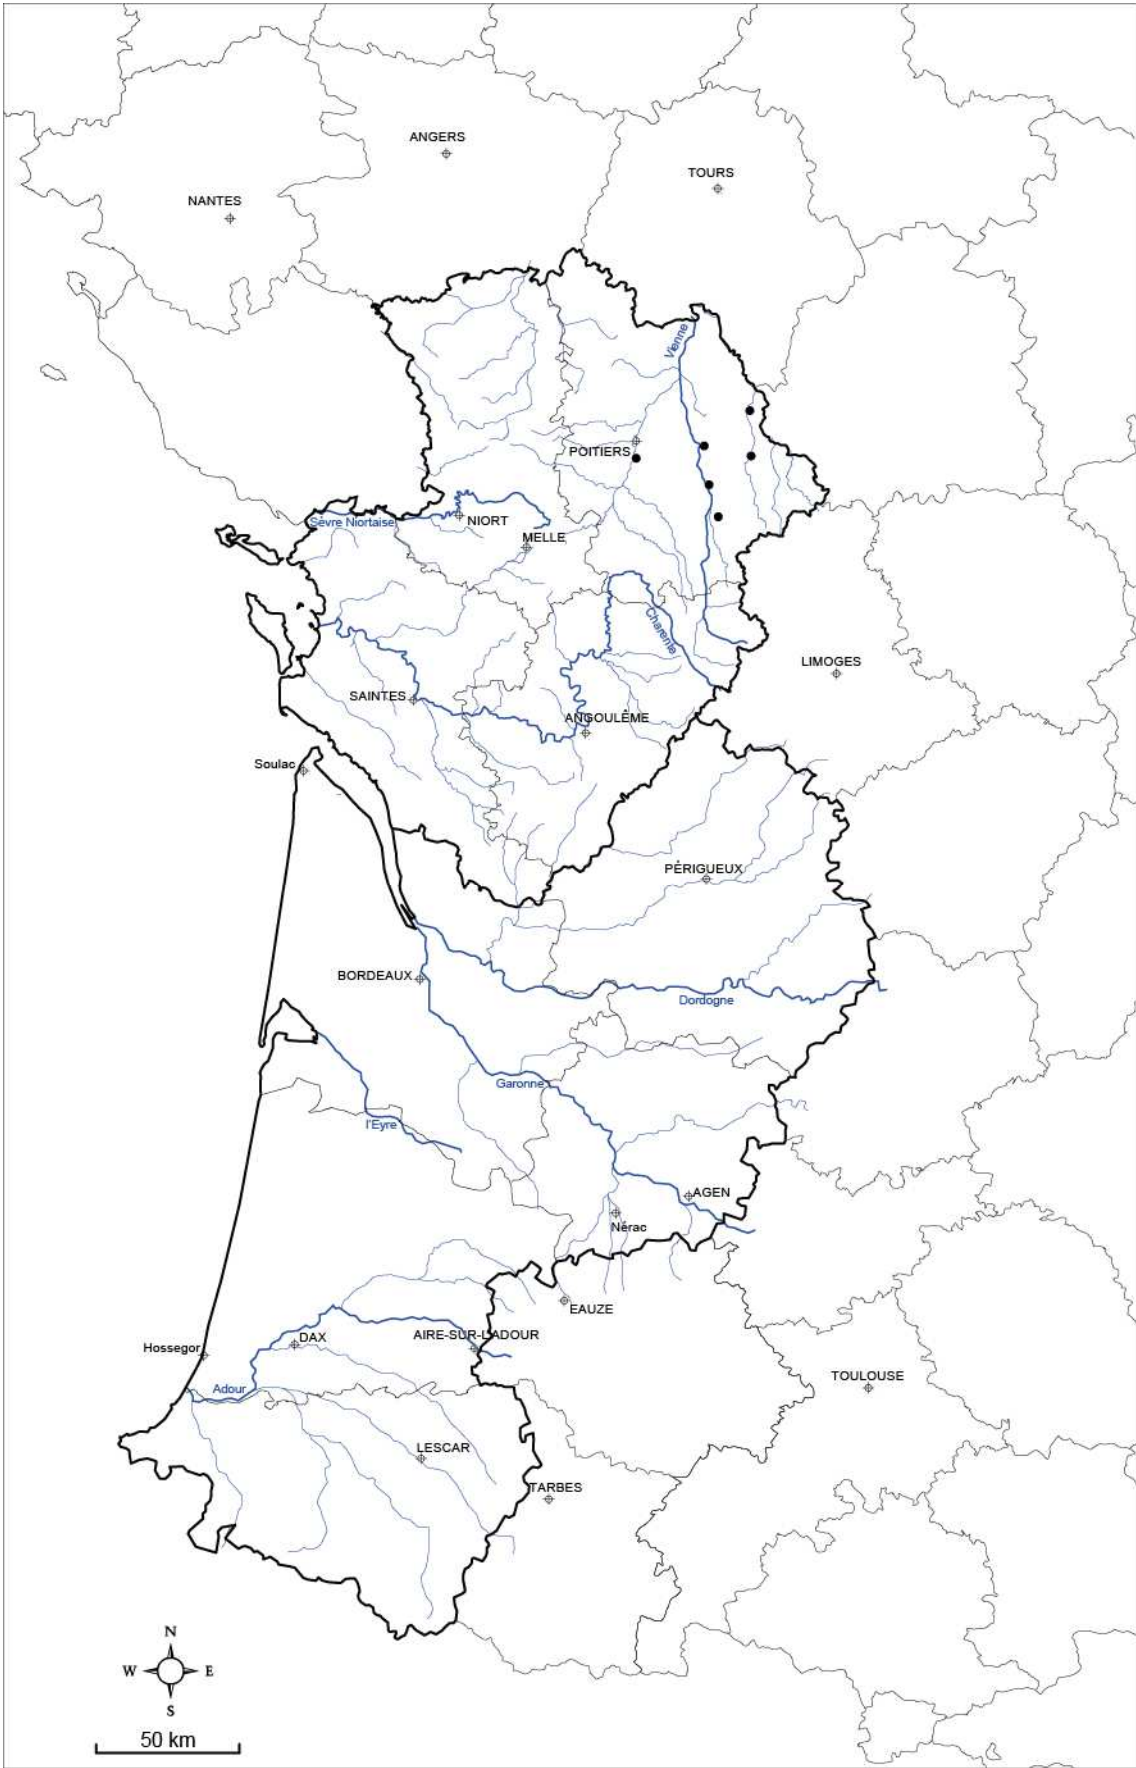 ANGERS
TOURS
NANTES
Vienne
POITIERS
Sèvre Niortaise
NIORT
MELLE
Charente
LIMOGES
SAINTES
ANGOULÊME
Soulac
PÉRIGUEUX
BORDEAUX
Dordogne
Garonne
l'Eyre
AGEN
Nérac
EAUZE
AIRE-SUR-L'ADOUR
DAX
Hossegor
TOULOUSE
Adour
LESCAR
TARBES
N
W E
S
50 km